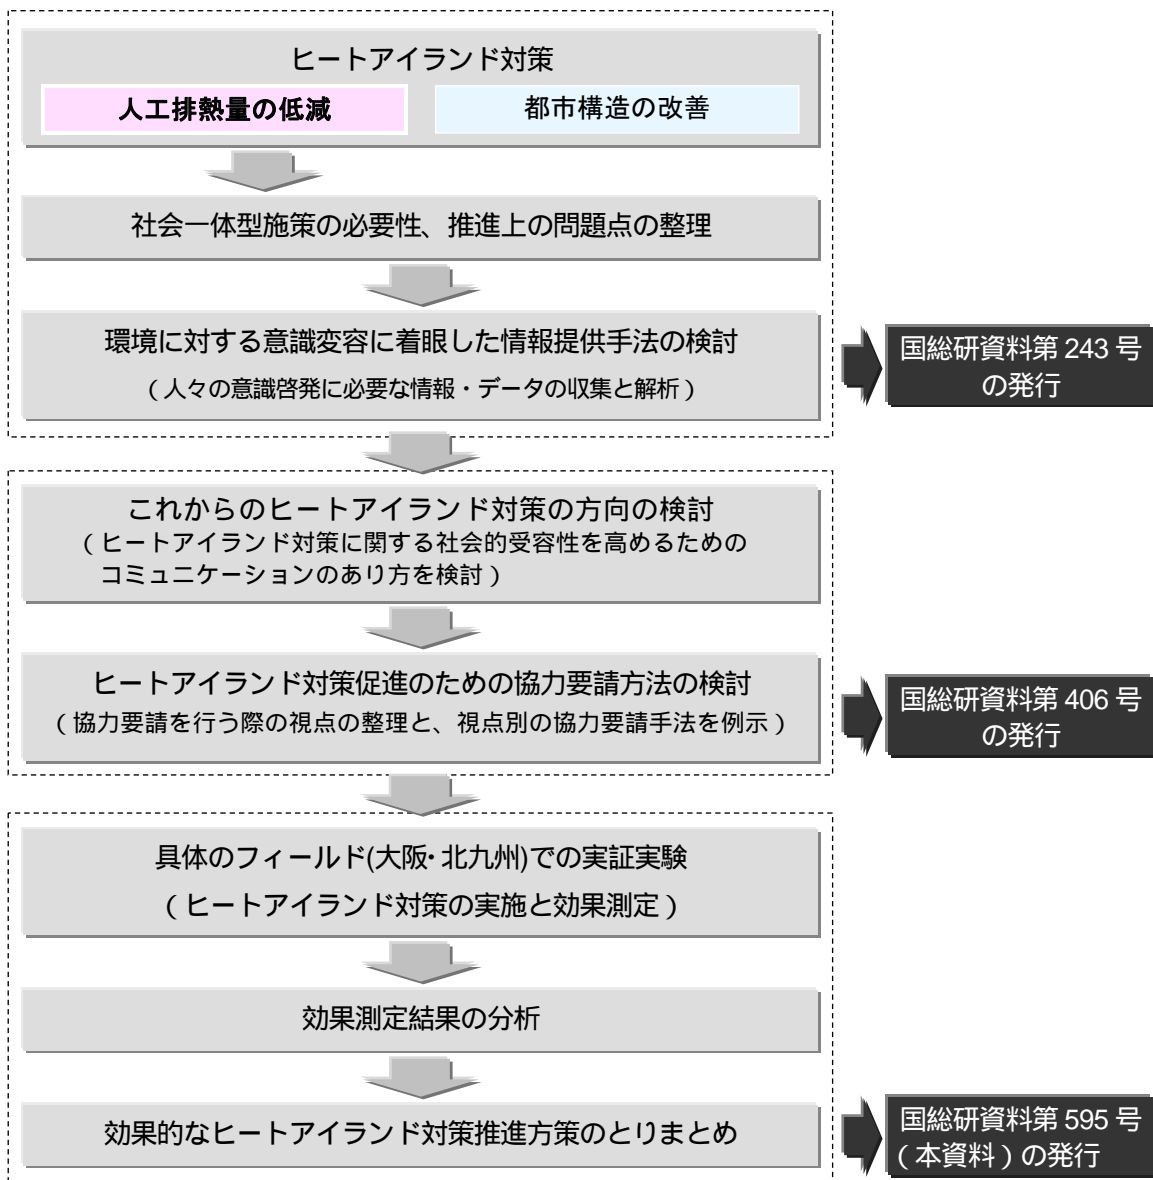 ヒートアイランド対策
人工排熱量の低減
都市構造の改善
社会一体型施策の必要性、推進上の問題点の整理
環境に対する意識変容に着眼した情報提供手法の検討
（人々の意識啓発に必要な情報・データの収集と解析）
国総研資料第 243 号
の発行
これからのヒートアイランド対策の方向の検討
（ヒートアイランド対策に関する社会的受容性を高めるための
コミュニケーションのあり方を検討）
ヒートアイランド対策促進のための協力要請方法の検討
（協力要請を行う際の視点の整理と、視点別の協力要請手法を例示）
国総研資料第 406 号
の発行
具体のフィールド(大阪・北九州)での実証実験
（ヒートアイランド対策の実施と効果測定）
効果測定結果の分析
効果的なヒートアイランド対策推進方策のとりまとめ
国総研資料第 595 号
（本資料）の発行